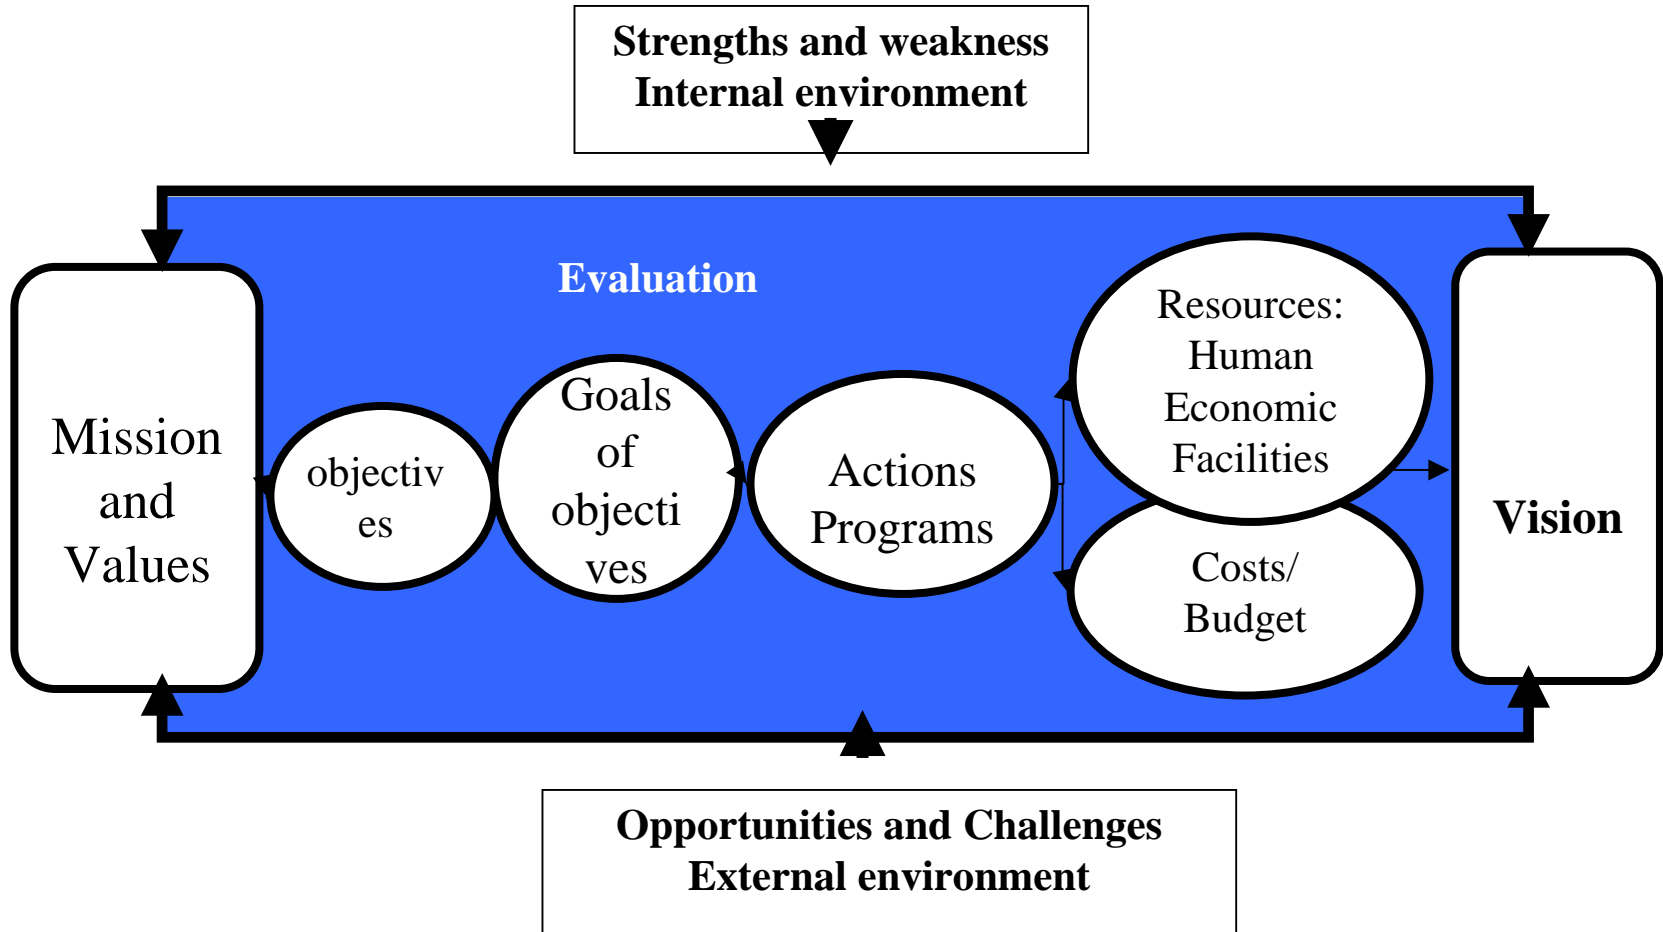 Strengths and weakness
Internal environment
Evaluation
Mission
and
Values
objectiv
es
Goals
of
objecti
ves
Actions
Programs
Resources:
Human
Economic
Facilities
Costs/
Budget
Vision
Opportunities and Challenges
External environment